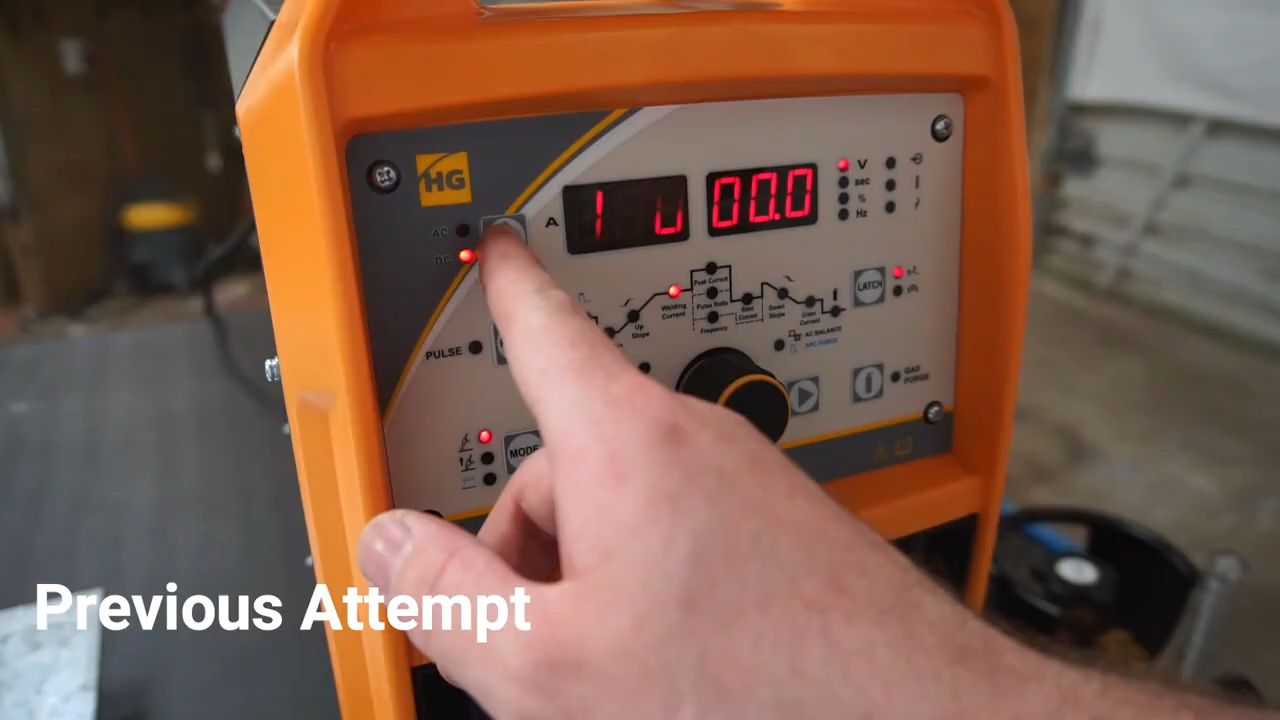 HG
AC
DC
A
1 u
00.0
V
sec
%
Hz
Peak Current
Welding
Current
Pulse Ratio
Up
Slope
Base
Current
Down
Slope
Crater
Current
Frequency
LATCH
AC BALANCE
ARC FORCE
PULSE
GAS
PURGE
MODE
Previous Attempt